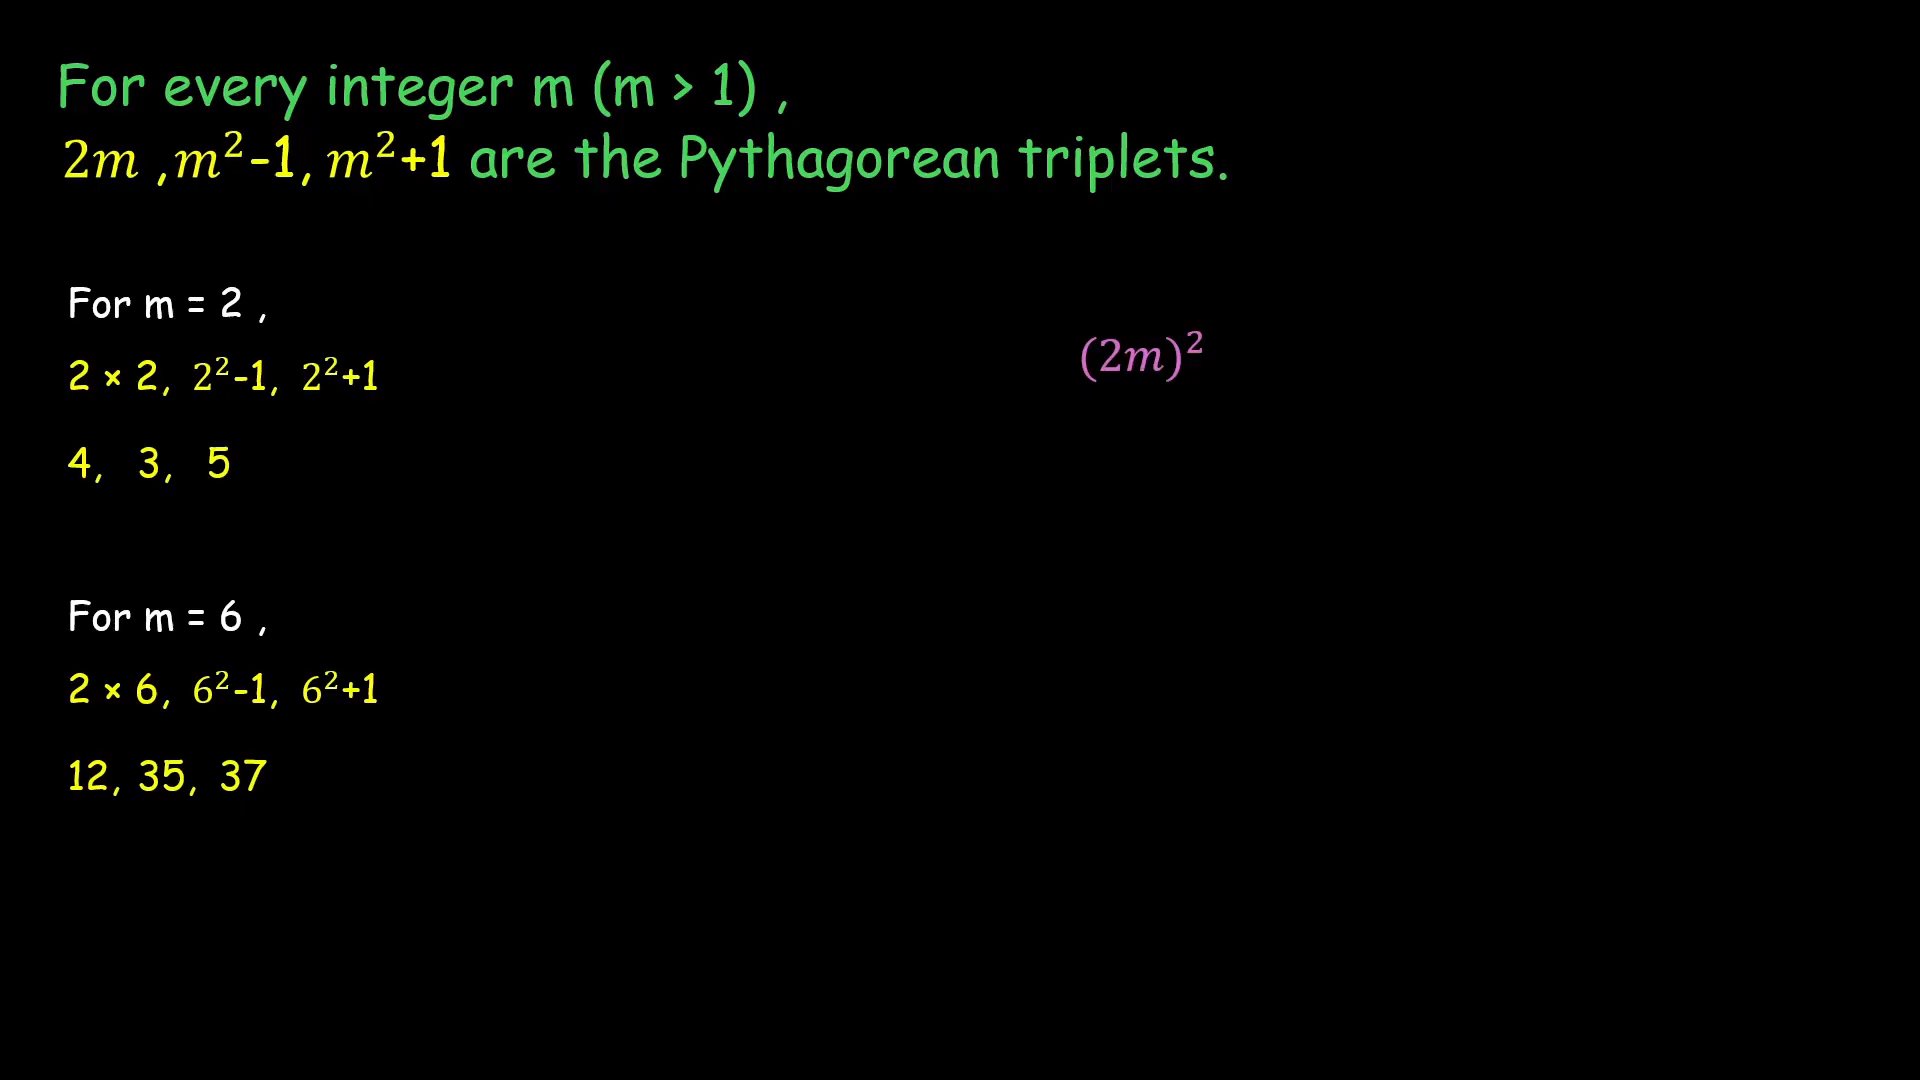 For every integer m (m > 1) ,
2m ,m²-1, m²+1 are the Pythagorean triplets.
For m = 2 ,
2 × 2, 2²-1, 2²+1
4, 3, 5
(2m)²
For m = 6 ,
2 × 6, 6²-1, 6²+1
12, 35, 37